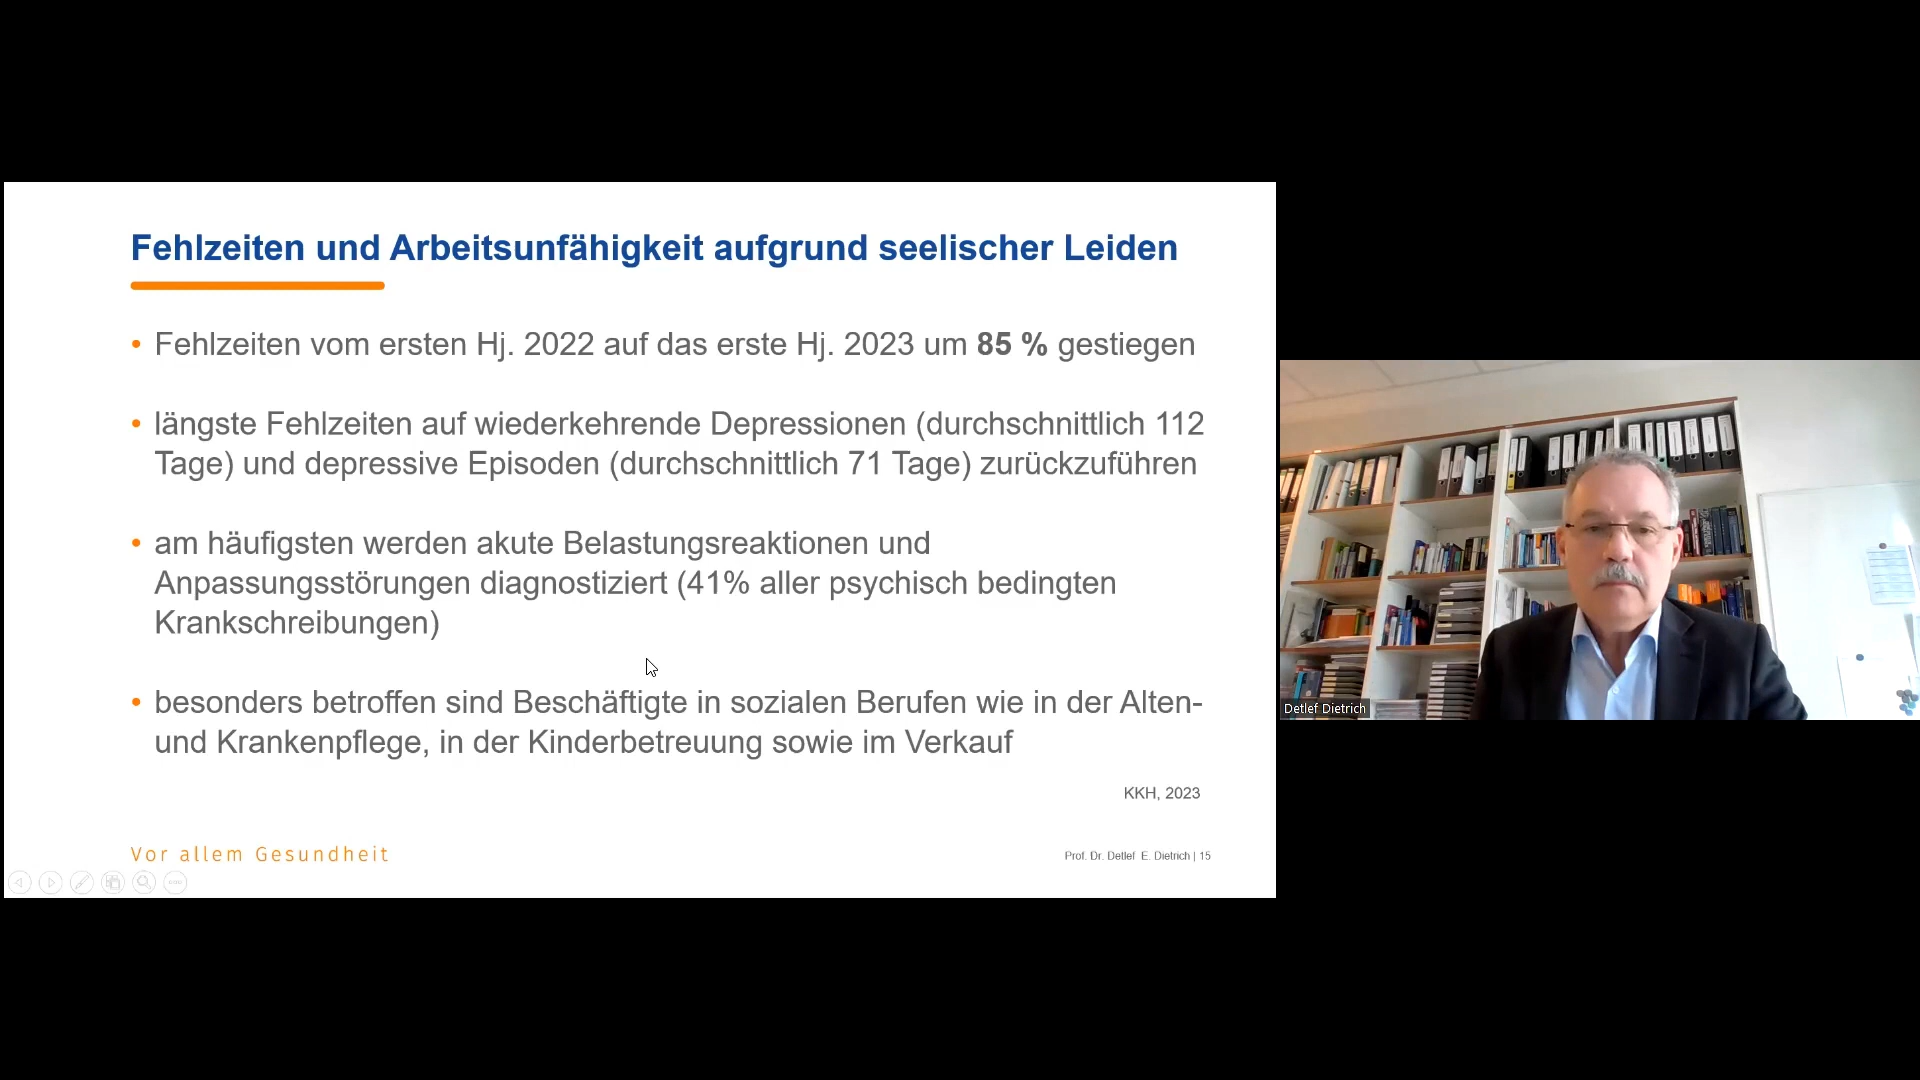 Fehlzeiten und Arbeitsunfähigkeit aufgrund seelischer Leiden
• Fehlzeiten vom ersten Hj. 2022 auf das erste Hj. 2023 um 85 % gestiegen
• längste Fehlzeiten auf wiederkehrende Depressionen (durchschnittlich 112
Tage) und depressive Episoden (durchschnittlich 71 Tage) zurückzuführen
• am häufigsten werden akute Belastungsreaktionen und
Anpassungsstörungen diagnostiziert (41% aller psychisch bedingten
Krankschreibungen)
• besonders betroffen sind Beschäftigte in sozialen Berufen wie in der Alten-
und Krankenpflege, in der Kinderbetreuung sowie im Verkauf
KKH, 2023
Vor allem Gesundheit
Prof. Dr. Detlef E. Dietrich | 15
Detlef Dietrich